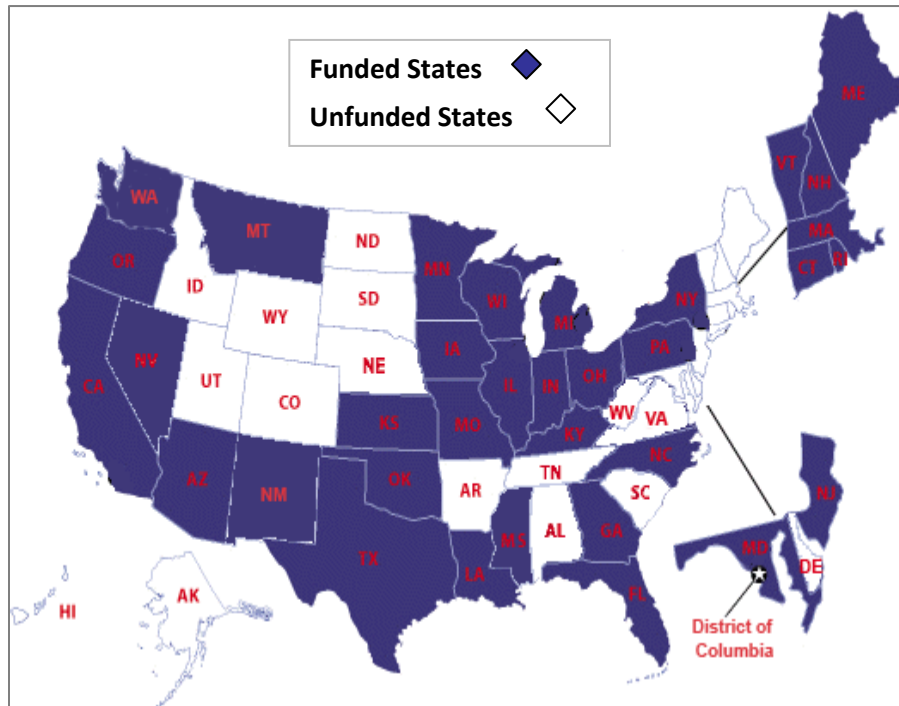 Funded States
Unfunded States
ME
VT
NH
WA
MT
ND
MA
OR
MN
CT
RI
ID
SD
WI
NY
WY
MI
IA
PA
NV
NE
CA
UT
IL
IN
OH
CO
WV
VA
KS
MO
KY
NC
TN
AZ
NM
OK
AR
SC
NJ
MS
AL
GA
MD
TX
LA
DE
AK
FL
HI
District of
Columbia